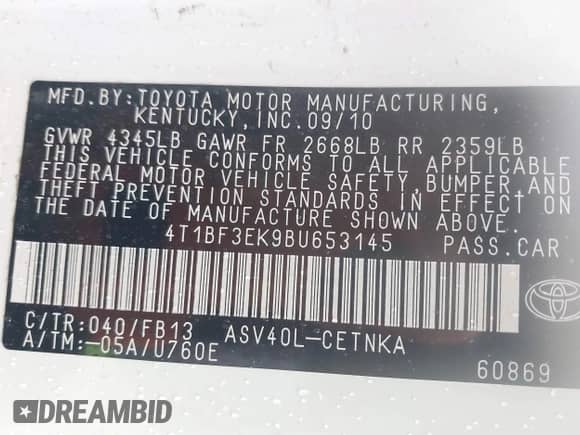 MFD.BY:TOYOTA MOTOR MANUFACTURING,
KENTUCKY,INC.09/10
GVWR 4345LB GAWR FR 2668LB RR 2359LB
THIS VEHICLE CONFORMS TO ALL APPLICABLE
FEDERAL MOTOR VEHICLE SAFETY,BUMPER,AND
THEFT PREVENTION STANDARDS IN EFFECT ON
THE DATE OF MANUFACTURE SHOWN ABOVE.
4T1BF3EK9BU653145 PASS.CAR
C/TR:040/FB13 ASV40L-CETNKA
A/TM:-05A/U760E
60869
DREAMBID